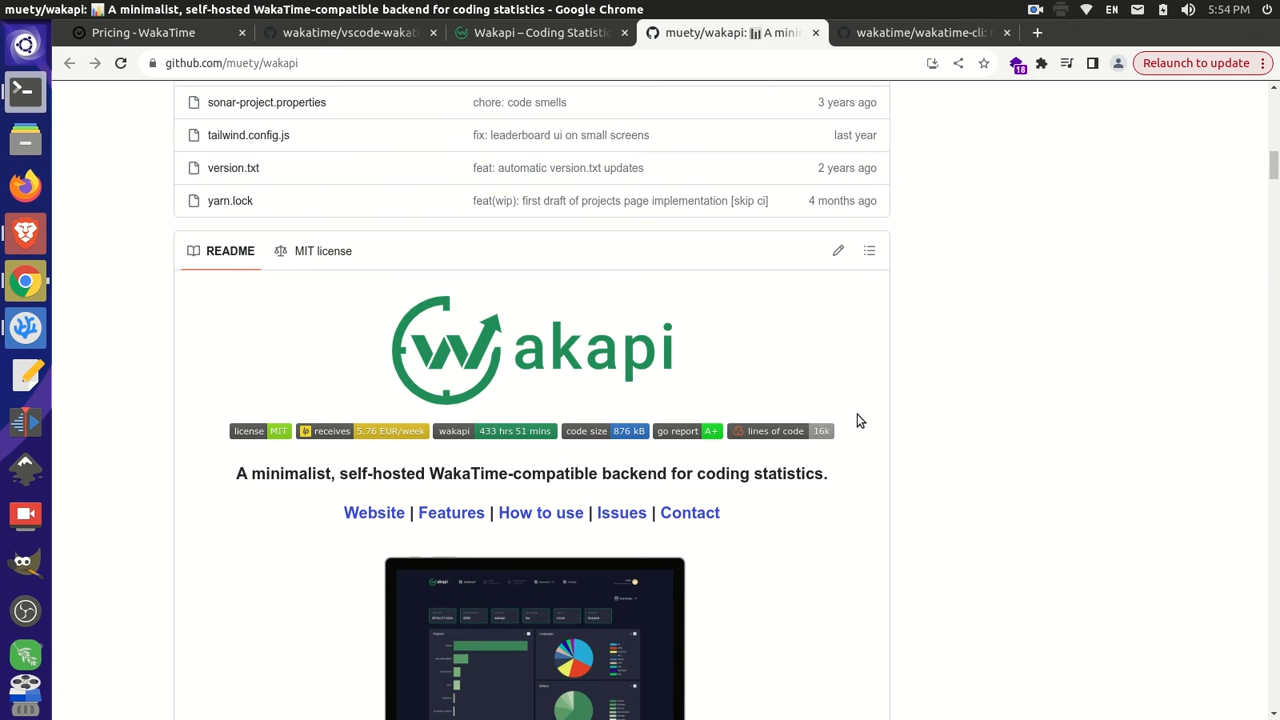 muety/wakapi: 📊 A minimalist, self-hosted WakaTime-compatible backend for coding statistics - Google Chrome
EN
5:54 PM
Pricing - WakaTime
wakatime/vscode-wakati
Wakapi – Coding Statistic
muety/wakapi: 📊 A mini
wakatime/wakatime-cli: C
github.com/muety/wakapi
18
Relaunch to update
sonar-project.properties chore: code smells 3 years ago
tailwind.config.js fix: leaderboard ui on small screens last year
version.txt feat: automatic version.txt updates 2 years ago
yarn.lock feat(wip): first draft of projects page implementation [skip ci] 4 months ago
README MIT license
wakapi
license MIT receives 5.76 EUR/week wakapi 433 hrs 51 mins code size 876 kB go report A+ lines of code 16k
A minimalist, self-hosted WakaTime-compatible backend for coding statistics.
Website | Features | How to use | Issues | Contact